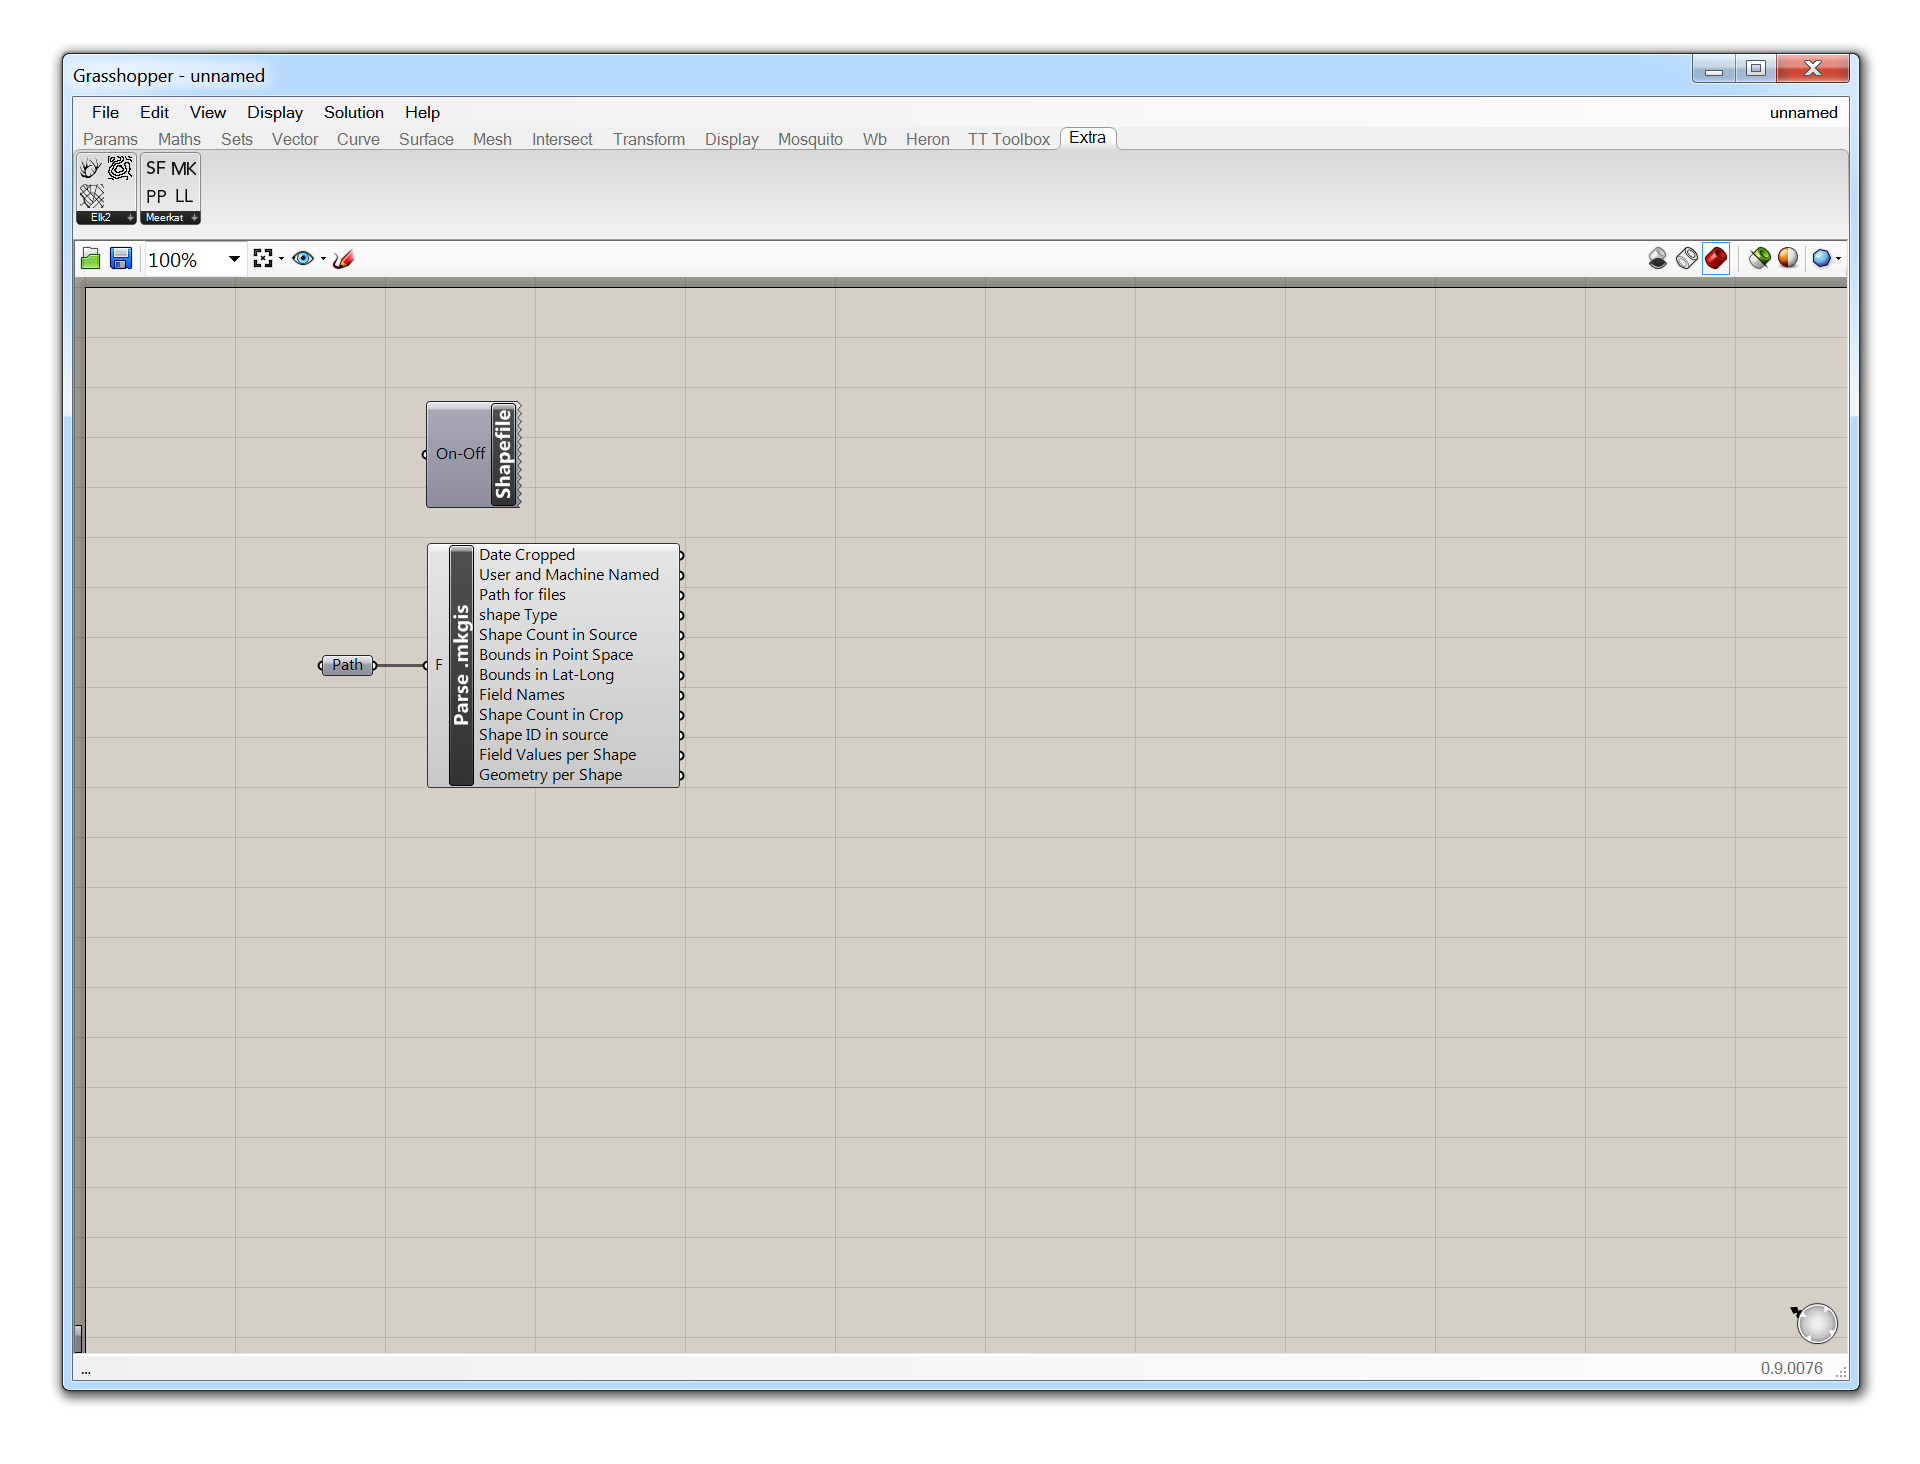 Grasshopper - unnamed
File Edit View Display Solution Help unnamed
Params Maths Sets Vector Curve Surface Mesh Intersect Transform Display Mosquito Wb Heron TT Toolbox Extra
SF MK
PP LL
Elk2 Meerkat
100%
On-Off
Shapefile
Path
F
Parse .mkgis
Date Cropped
User and Machine Named
Path for files
shape Type
Shape Count in Source
Bounds in Point Space
Bounds in Lat-Long
Field Names
Shape Count in Crop
Shape ID in source
Field Values per Shape
Geometry per Shape
...
0.9.0076